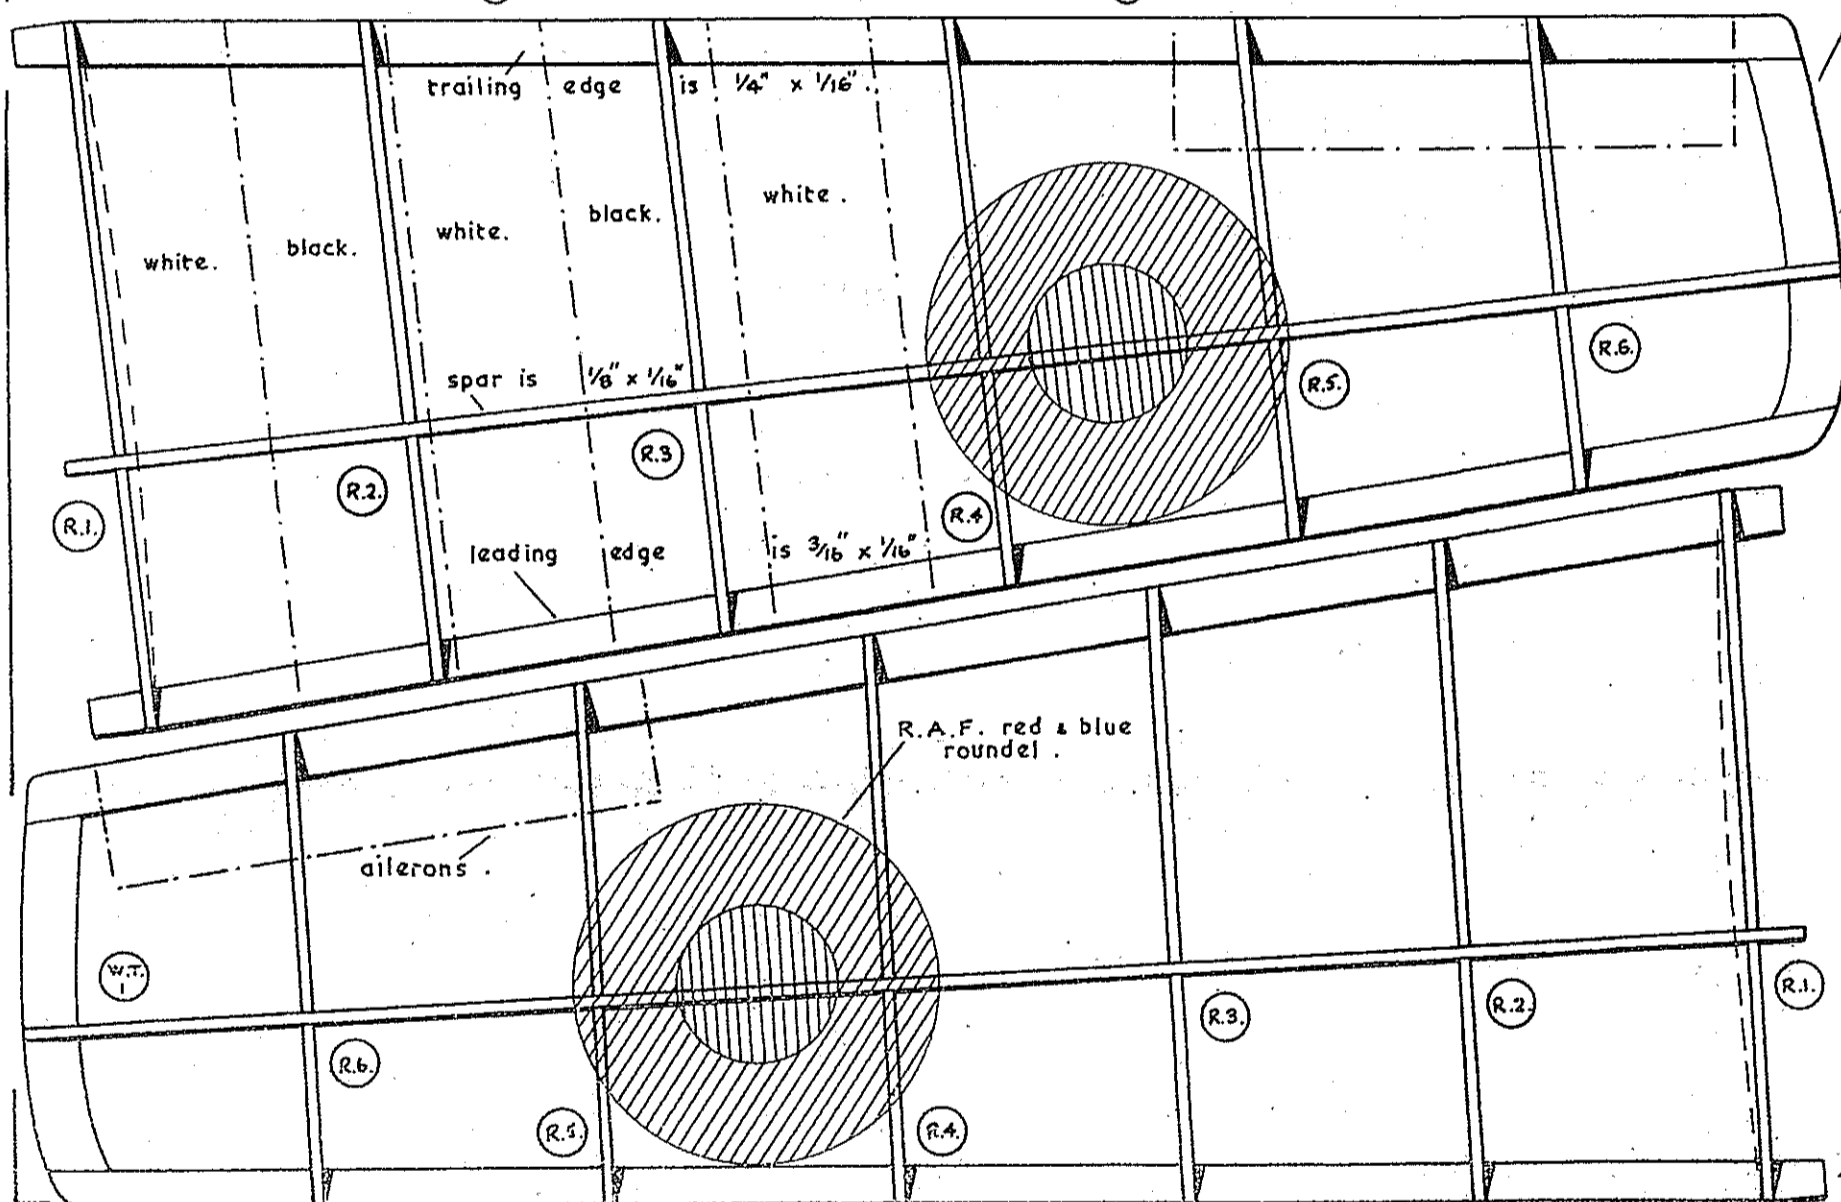 trailing edge is 1/4" x 1/16".
white. black. white. black. white.
spar is 1/8" x 1/16"
R.1.
R.2.
R.3
R.4
R.5.
R.6.
leading edge is 3/16" x 1/16"
R.A.F. red & blue
roundel.
ailerons.
W.T.
1
R.6.
R.5.
R.4.
R.3.
R.2.
R.1.